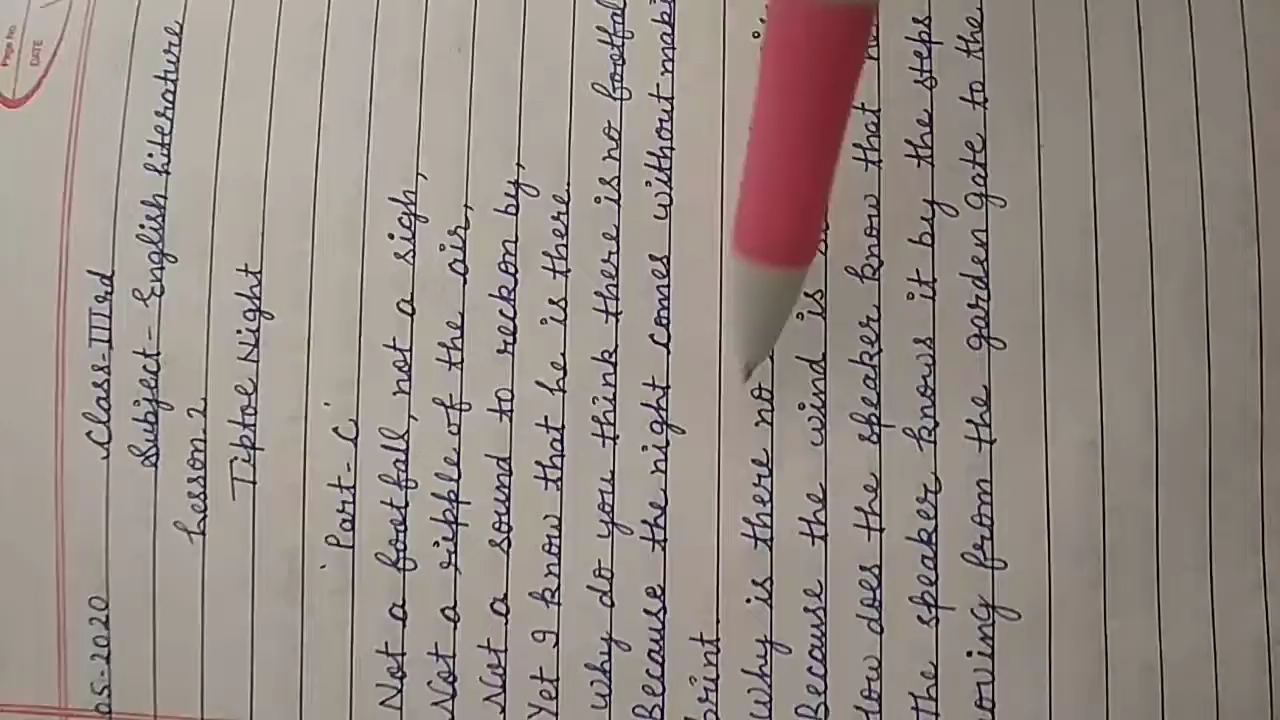 Page No.
DATE
05-2020 Class-IIIrd
Subject- English Literature
Lesson-2
Tiptoe Night
'Part-C'
Not a footfall, not a sigh,
Not a ripple of the air,
Not a sound to reckon by,
Yet I know that he is there
Why do you think there is no footfal
Because the night comes without mak
print.
Why is there no
Because the wind is
How does the speaker know that
The speaker knows it by the steps
oving from the garden gate to the